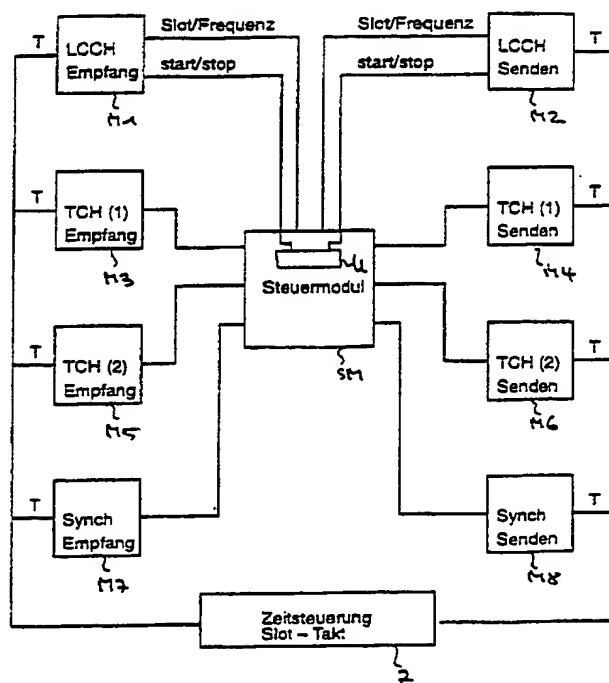 Slot/Frequenz
Slot/Frequenz
T
LCCH
Empfang
start/stop
start/stop
LCCH
Senden
T
M1
M2
T
TCH (1)
Empfang
TCH (1)
Senden
T
M3
Steuermodul
M4
T
TCH (2)
Empfang
TCH (2)
Senden
T
M5
SM
M6
T
Synch
Empfang
Synch
Senden
T
M7
M8
Zeitsteuerung
Slot – Takt
2